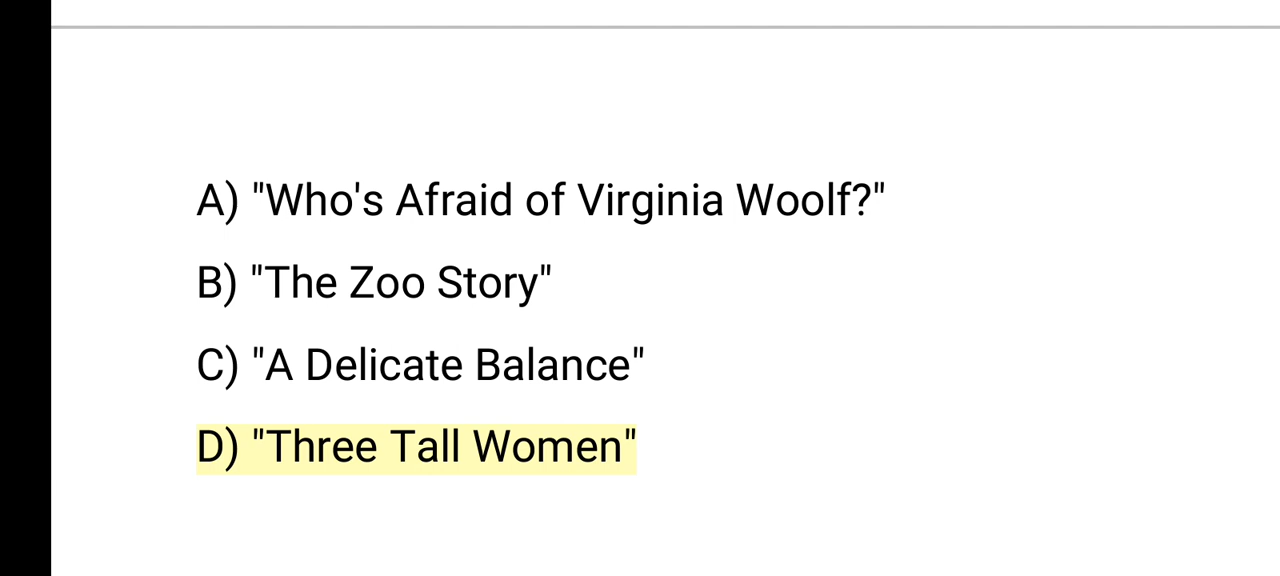 A) "Who's Afraid of Virginia Woolf?"
B) "The Zoo Story"
C) "A Delicate Balance"
D) "Three Tall Women"